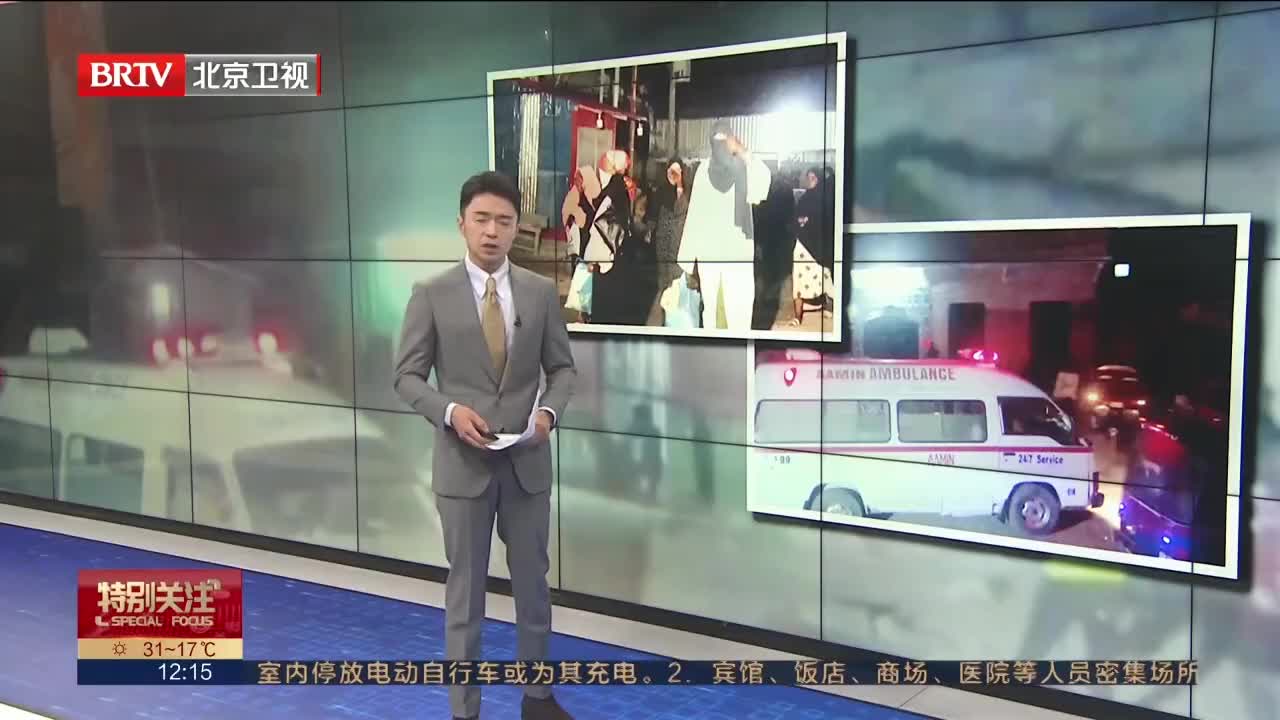 BRTV 北京卫视
AAMIN AMBULANCE
AAMIN
24/7 Service
特别关注
SPECIAL FOCUS
31~17℃
12:15
室内停放电动自行车或为其充电。2. 宾馆、饭店、商场、医院等人员密集场所